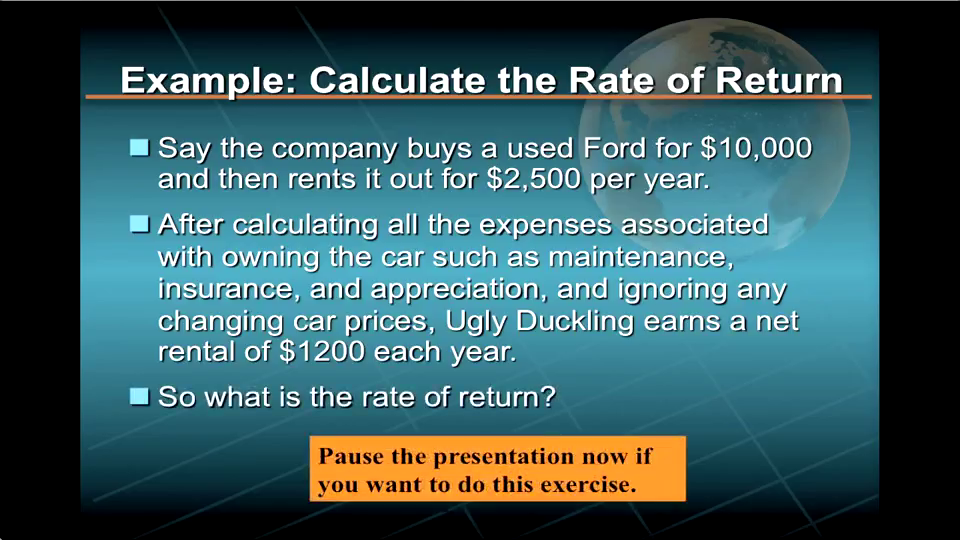 Example: Calculate the Rate of Return
Say the company buys a used Ford for $10,000
and then rents it out for $2,500 per year.
After calculating all the expenses associated
with owning the car such as maintenance,
insurance, and appreciation, and ignoring any
changing car prices, Ugly Duckling earns a net
rental of $1200 each year.
So what is the rate of return?
Pause the presentation now if
you want to do this exercise.